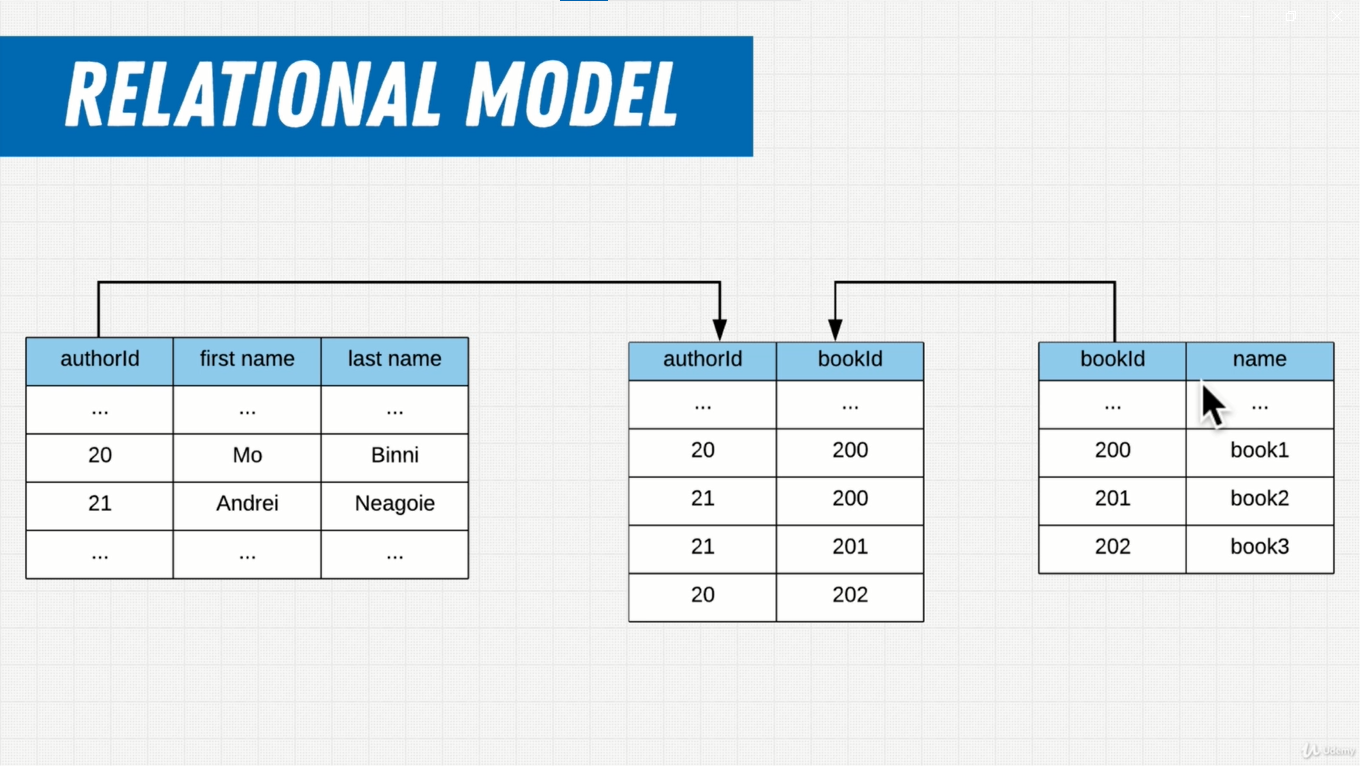 RELATIONAL MODEL
authorId first name last name
... ... ...
20 Mo Binni
21 Andrei Neagoie
... ... ...
authorId bookId
... ...
20 200
21 200
21 201
20 202
bookId name
... ...
200 book1
201 book2
202 book3
Udemy